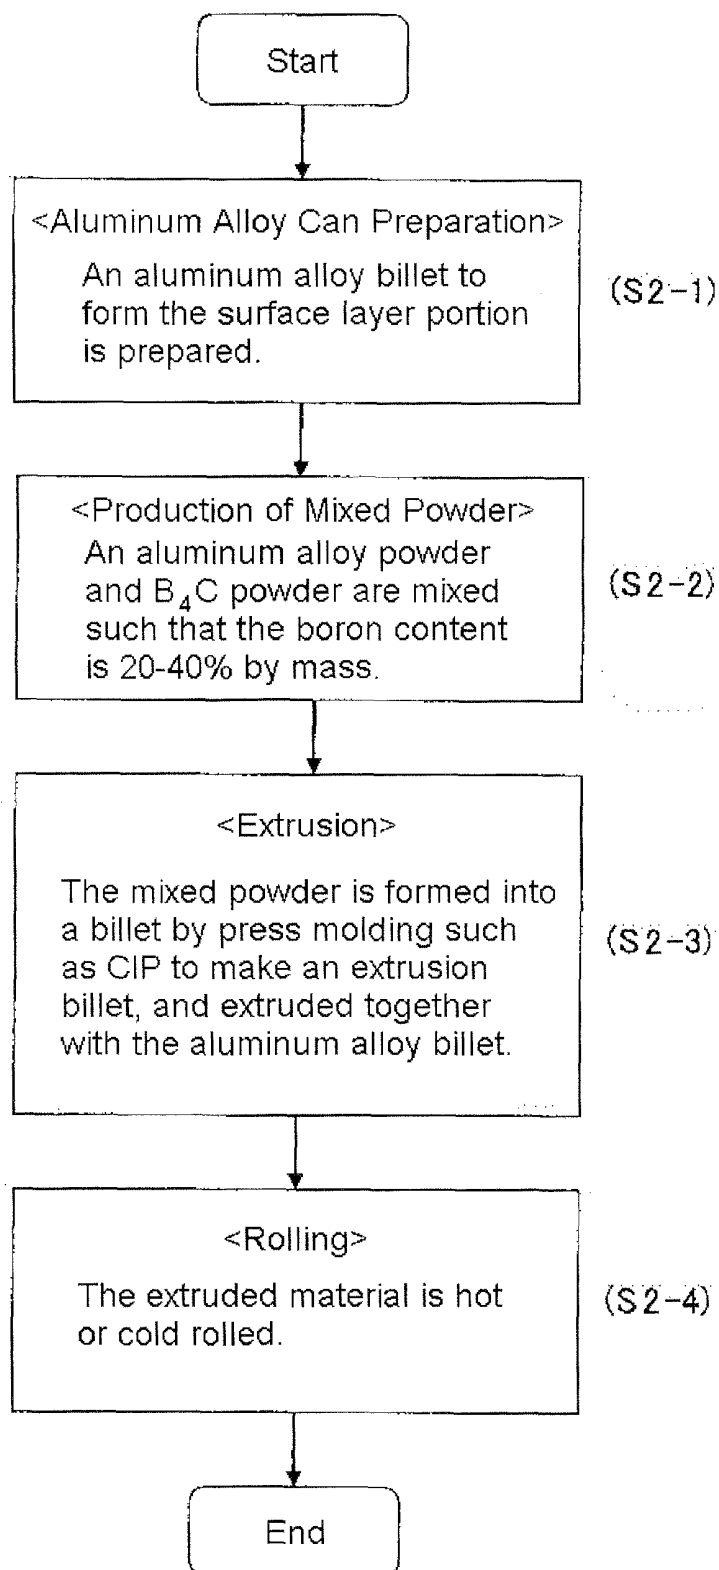 Start
<Aluminum Alloy Can Preparation>
An aluminum alloy billet to
form the surface layer portion
is prepared.
(S2-1)
<Production of Mixed Powder>
An aluminum alloy powder
and B₄C powder are mixed
such that the boron content
is 20-40% by mass.
(S2-2)
<Extrusion>
The mixed powder is formed into
a billet by press molding such
as CIP to make an extrusion
billet, and extruded together
with the aluminum alloy billet.
(S2-3)
<Rolling>
The extruded material is hot
or cold rolled.
(S2-4)
End